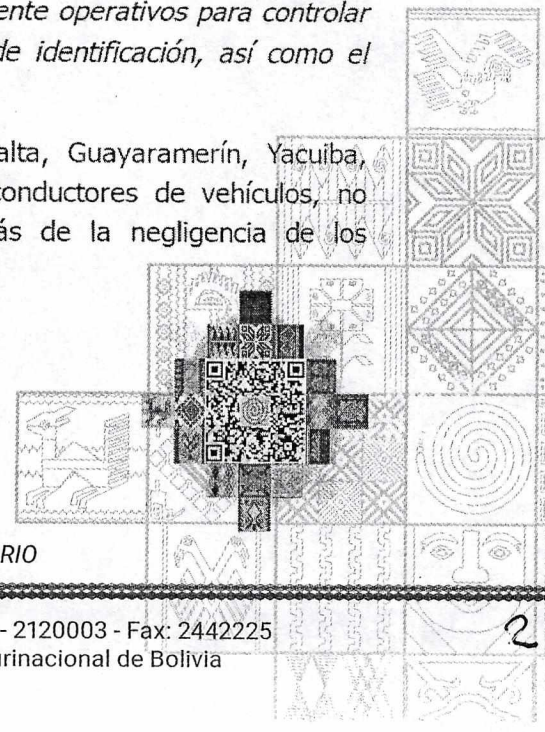 ente operativos para controlar
de identificación, así como el
alta, Guayaramerín, Yacuiba,
conductores de vehículos, no
ás de la negligencia de los
RIO
- 2120003 - Fax: 2442225
urinacional de Bolivia
2